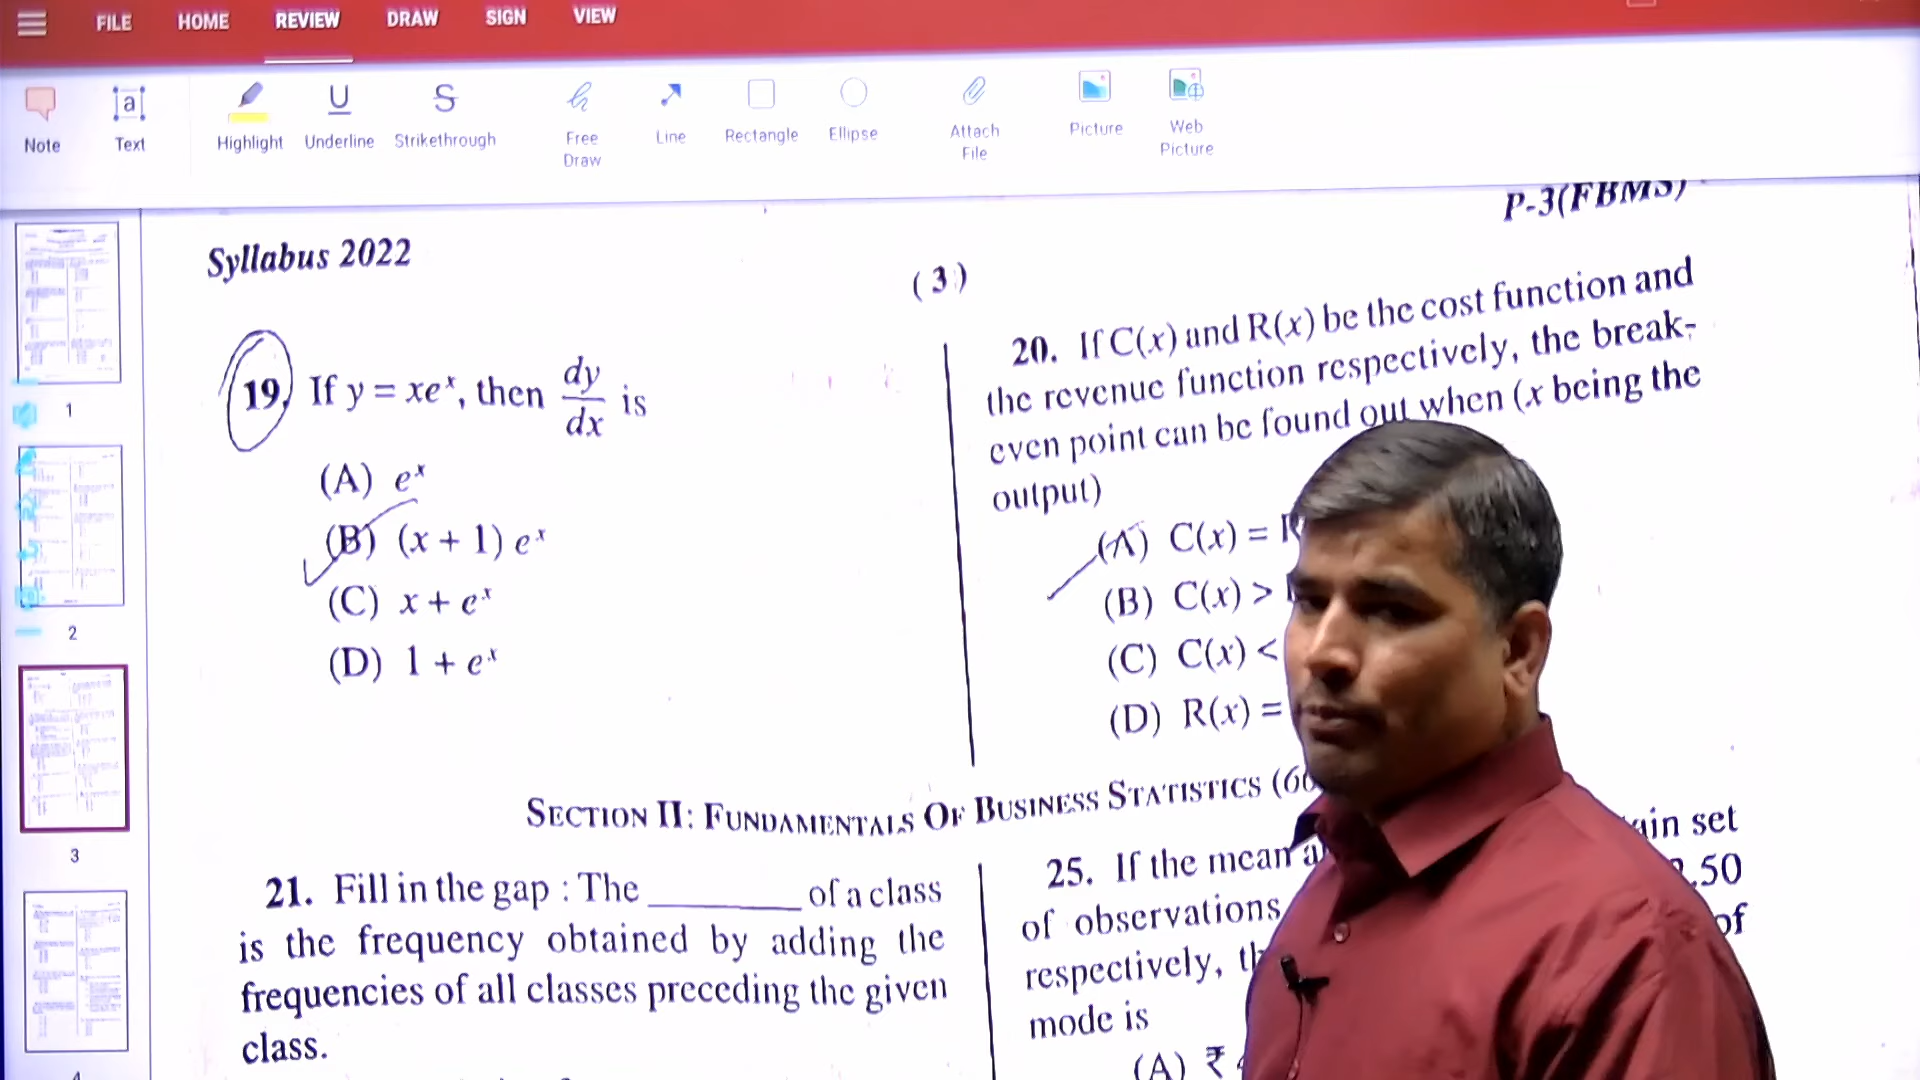 FILE HOME REVIEW DRAW SIGN VIEW
Note Text Highlight Underline Strikethrough Free Draw Line Rectangle Ellipse Attach File Picture Web Picture
P-3(FBMS)
Syllabus 2022
(3)
19. If y = xeˣ, then dy/dx is
(A) eˣ
(B) (x + 1) eˣ
(C) x + eˣ
(D) 1 + eˣ
20. If C(x) and R(x) be the cost function and
the revenue function respectively, the break-
even point can be found out when (x being the
output)
(A) C(x) =
(B) C(x) >
(C) C(x) <
(D) R(x) =
SECTION II: FUNDAMENTALS OF BUSINESS STATISTICS
21. Fill in the gap : The ________ of a class
is the frequency obtained by adding the
frequencies of all classes preceding the given
class.
25. If the mean set
of observations .50
respectively, of
mode is
(A) ₹
1
2
3